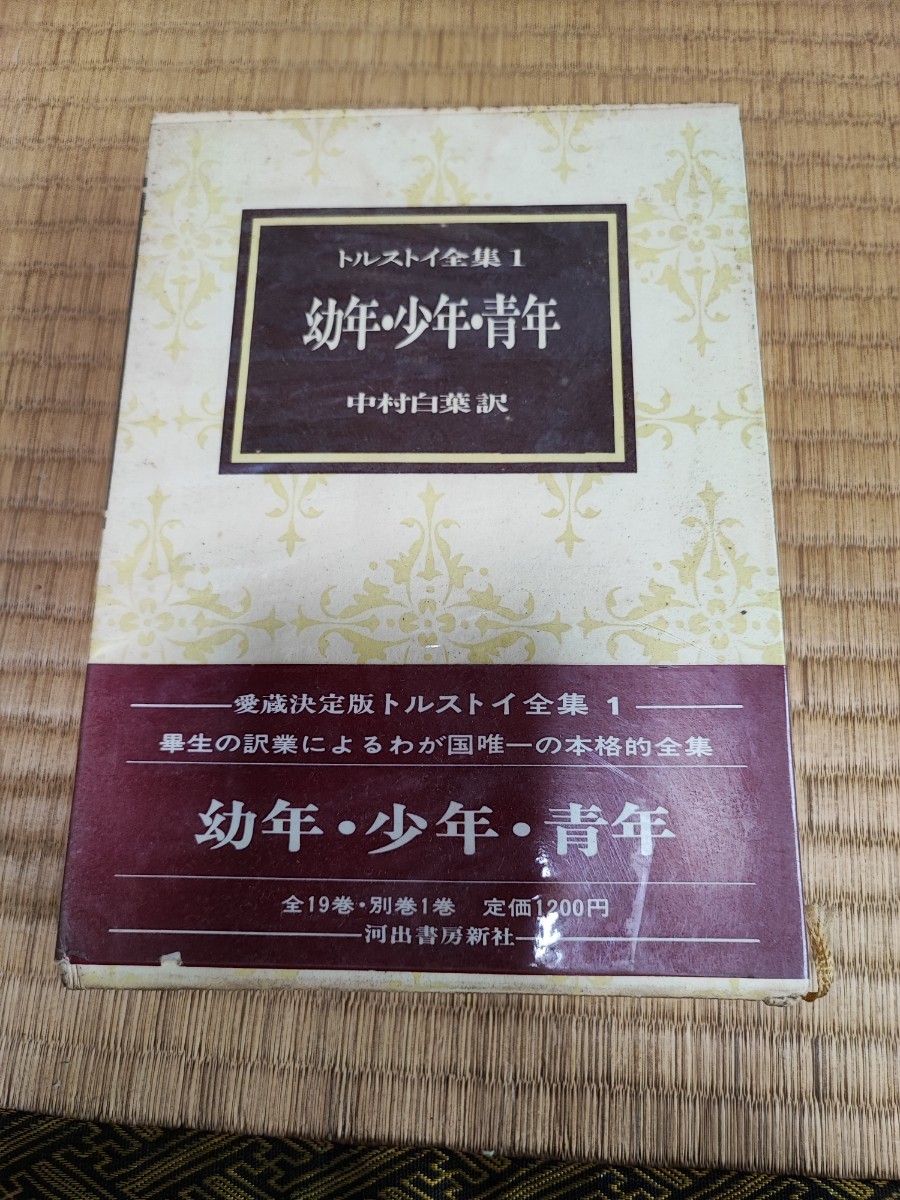 トルストイ全集1
幼年・少年・青年
中村白葉訳
愛蔵決定版トルストイ全集 1
畢生の訳業によるわが国唯一の本格的全集
幼年・少年・青年
全19巻・別巻1巻 定価1200円
河出書房新社